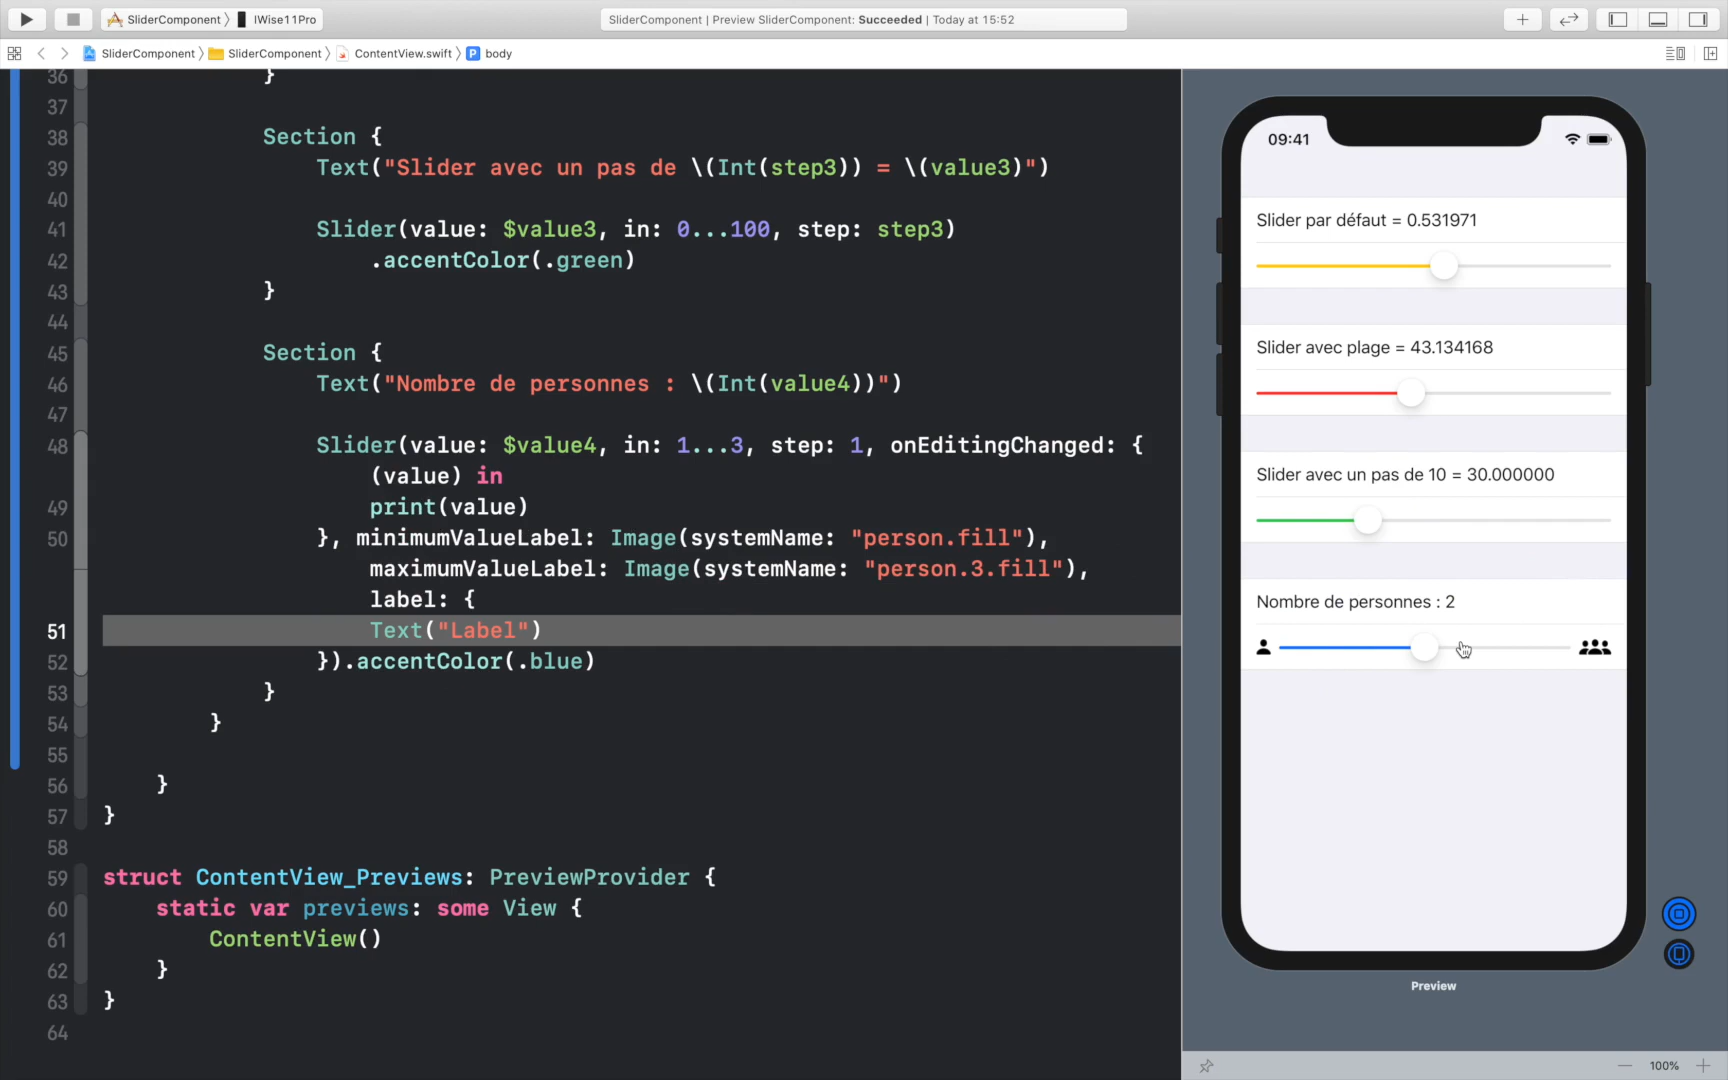 SliderComponent 〉 IWise11Pro
SliderComponent | Preview SliderComponent: Succeeded | Today at 15:52
SliderComponent 〉 SliderComponent 〉 ContentView.swift 〉 P body
36 }
37
38 Section {
39 Text("Slider avec un pas de \(Int(step3)) = \(value3)")
40
41 Slider(value: $value3, in: 0...100, step: step3)
42 .accentColor(.green)
43 }
44
45 Section {
46 Text("Nombre de personnes : \(Int(value4))")
47
48 Slider(value: $value4, in: 1...3, step: 1, onEditingChanged: {
(value) in
49 print(value)
50 }, minimumValueLabel: Image(systemName: "person.fill"),
maximumValueLabel: Image(systemName: "person.3.fill"),
label: {
51 Text("Label")
52 }).accentColor(.blue)
53 }
54 }
55
56 }
57 }
58
59 struct ContentView_Previews: PreviewProvider {
60 static var previews: some View {
61 ContentView()
62 }
63 }
64
09:41
Slider par défaut = 0.531971
Slider avec plage = 43.134168
Slider avec un pas de 10 = 30.000000
Nombre de personnes : 2
Preview
100%